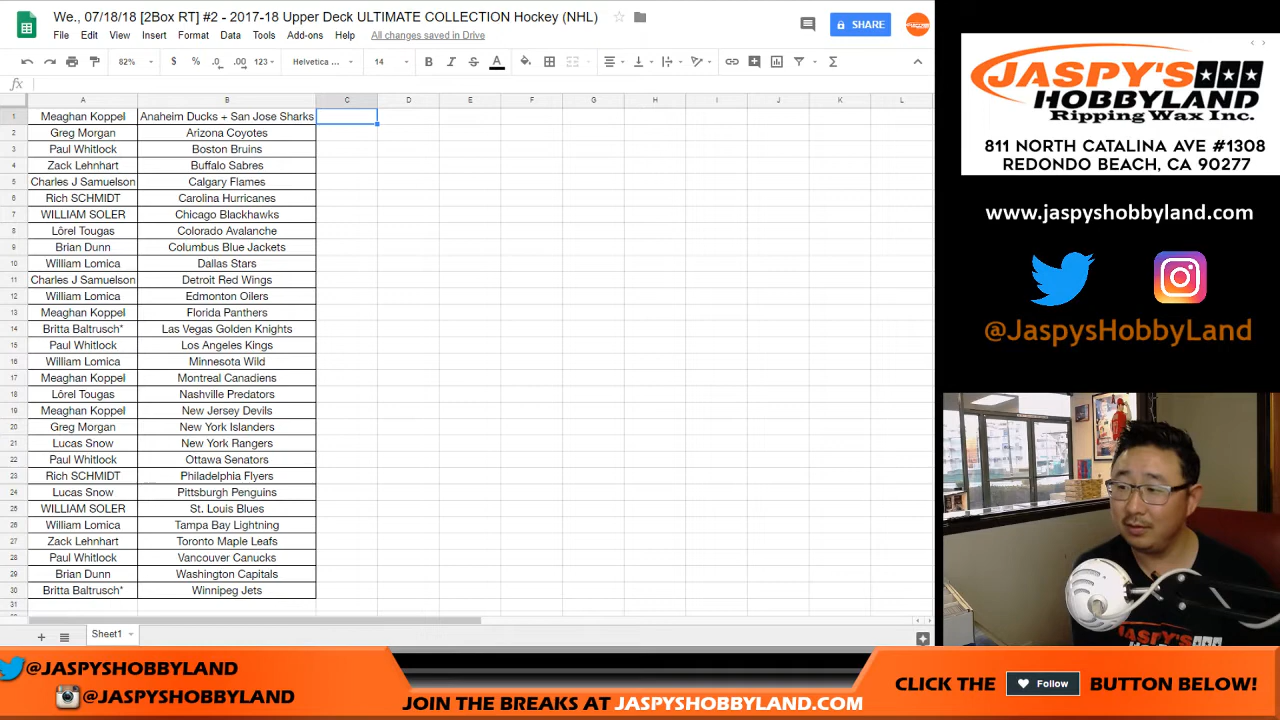 We., 07/18/18 [2Box RT] #2 - 2017-18 Upper Deck ULTIMATE COLLECTION Hockey (NHL)
SHARE
File Edit View Insert Format Data Tools Add-ons Help All changes saved in Drive
82% $ % .0 .00 123 Helvetica ... 14 B I S A
fx
A B C D E F G H I J K L
1 Meaghan Koppel Anaheim Ducks + San Jose Sharks
2 Greg Morgan Arizona Coyotes
3 Paul Whitlock Boston Bruins
4 Zack Lehnhart Buffalo Sabres
5 Charles J Samuelson Calgary Flames
6 Rich SCHMIDT Carolina Hurricanes
7 WILLIAM SOLER Chicago Blackhawks
8 Lôrel Tougas Colorado Avalanche
9 Brian Dunn Columbus Blue Jackets
10 William Lomica Dallas Stars
11 Charles J Samuelson Detroit Red Wings
12 William Lomica Edmonton Oilers
13 Meaghan Koppel Florida Panthers
14 Britta Baltrusch* Las Vegas Golden Knights
15 Paul Whitlock Los Angeles Kings
16 William Lomica Minnesota Wild
17 Meaghan Koppel Montreal Canadiens
18 Lôrel Tougas Nashville Predators
19 Meaghan Koppel New Jersey Devils
20 Greg Morgan New York Islanders
21 Lucas Snow New York Rangers
22 Paul Whitlock Ottawa Senators
23 Rich SCHMIDT Philadelphia Flyers
24 Lucas Snow Pittsburgh Penguins
25 WILLIAM SOLER St. Louis Blues
26 William Lomica Tampa Bay Lightning
27 Zack Lehnhart Toronto Maple Leafs
28 Paul Whitlock Vancouver Canucks
29 Brian Dunn Washington Capitals
30 Britta Baltrusch* Winnipeg Jets
31
Sheet1
JASPY'S
HOBBYLAND
Ripping Wax Inc.
811 NORTH CATALINA AVE #1308
REDONDO BEACH, CA 90277
www.jaspyshobbyland.com
@JaspysHobbyLand
JASPY'S
HOBBYLAND
@JASPYSHOBBYLAND
@JASPYSHOBBYLAND
JOIN THE BREAKS AT JASPYSHOBBYLAND.COM
CLICK THE Follow BUTTON BELOW!